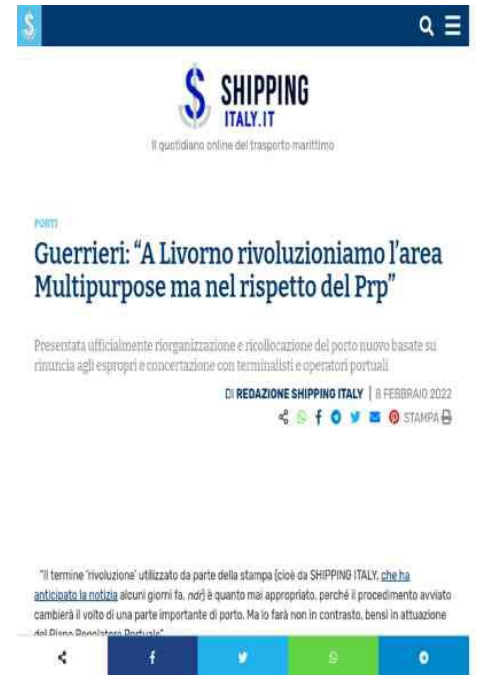 SHIPPING
ITALY.IT
Il quotidiano online del trasporto marittimo
PORTI
Guerrieri: “A Livorno rivoluzioniamo l’area
Multipurpose ma nel rispetto del Prp”
Presentata ufficialmente riorganizzazione e ricollocazione del porto nuovo basate su
rinuncia agli espropri e concertazione con terminalisti e operatori portuali
DI REDAZIONE SHIPPING ITALY | 8 FEBBRAIO 2022
STAMPA
“Il termine ‘rivoluzione’ utilizzato da parte della stampa (cioè da SHIPPING ITALY, che ha
anticipato la notizia alcuni giorni fa, ndr) è quanto mai appropriato, perché il procedimento avviato
cambierà il volto di una parte importante di porto. Ma lo farà non in contrasto, bensì in attuazione
del Piano Regolatore Portuale”